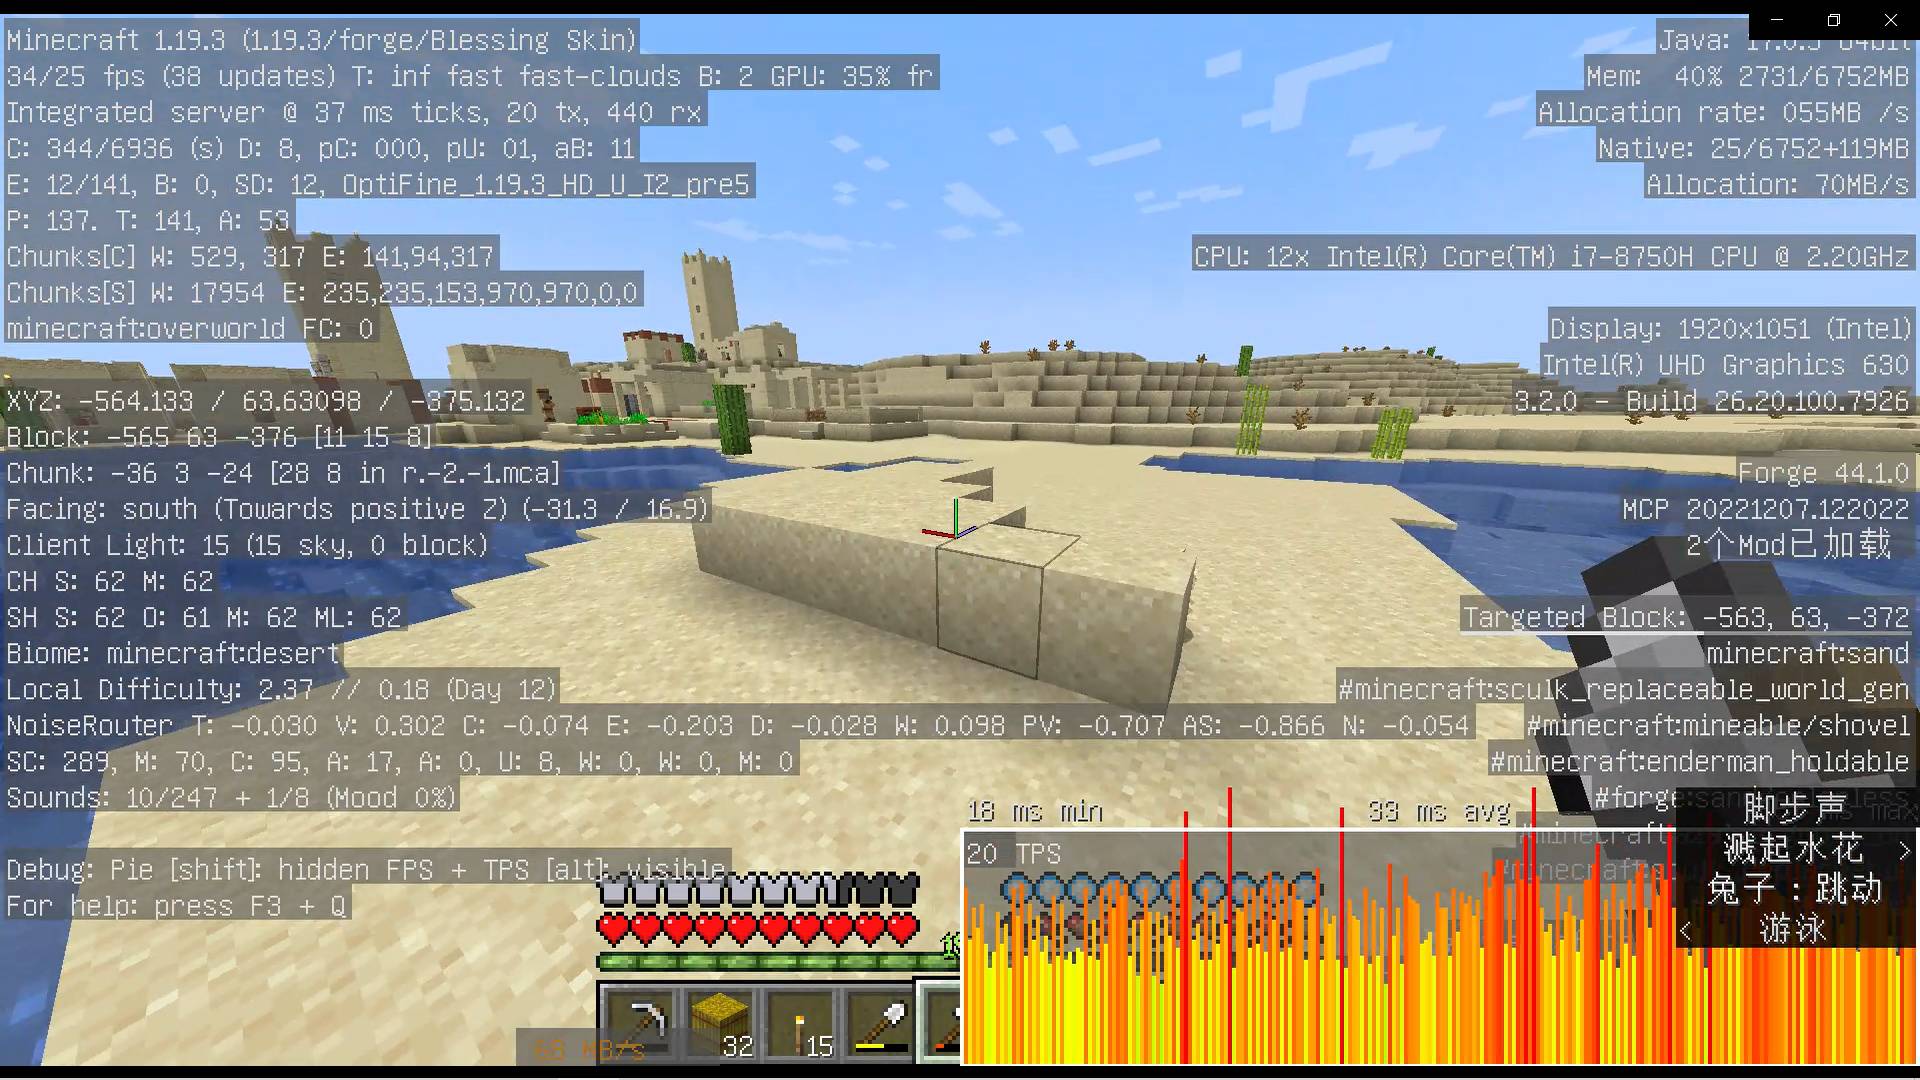 Minecraft 1.19.3 (1.19.3/forge/Blessing Skin)
34/25 fps (38 updates) T: inf fast fast-clouds B: 2 GPU: 35% fr
Integrated server @ 37 ms ticks, 20 tx, 440 rx
C: 344/6936 (s) D: 8, pC: 000, pU: 01, aB: 11
E: 12/141, B: 0, SD: 12, OptiFine_1.19.3_HD_U_I2_pre5
P: 137. T: 141, A: 53
Chunks[C] W: 529, 317 E: 141,94,317
Chunks[S] W: 17954 E: 235,235,153,970,970,0,0
minecraft:overworld FC: 0
XYZ: -564.133 / 63.63098 / -375.132
Block: -565 63 -376 [11 15 8]
Chunk: -36 3 -24 [28 8 in r.-2.-1.mca]
Facing: south (Towards positive Z) (-31.3 / 16.9)
Client Light: 15 (15 sky, 0 block)
CH S: 62 M: 62
SH S: 62 O: 61 M: 62 ML: 62
Biome: minecraft:desert
Local Difficulty: 2.37 // 0.18 (Day 12)
NoiseRouter T: -0.030 V: 0.302 C: -0.074 E: -0.203 D: -0.028 W: 0.098 PV: -0.707 AS: -0.866 N: -0.054
SC: 289, M: 70, C: 95, A: 17, A: 0, U: 8, W: 0, W: 0, M: 0
Sounds: 10/247 + 1/8 (Mood 0%)
Debug: Pie [shift]: hidden FPS + TPS [alt]: visible
For help: press F3 + Q
Java: 17.0.3 64bit
Mem: 40% 2731/6752MB
Allocation rate: 055MB /s
Native: 25/6752+119MB
Allocation: 70MB/s
CPU: 12x Intel(R) Core(TM) i7-8750H CPU @ 2.20GHz
Display: 1920x1051 (Intel)
Intel(R) UHD Graphics 630
3.2.0 - Build 26.20.100.7926
Forge 44.1.0
MCP 20221207.122022
2个Mod已加载
Targeted Block: -563, 63, -372
minecraft:sand
#minecraft:sculk_replaceable_world_gen
#minecraft:mineable/shovel
#minecraft:enderman_holdable
#forge:sand
18 ms min
33 ms avg
ms max
20 TPS
脚步声
溅起水花 >
兔子：跳动
< 游泳
32
15
68 MB/s